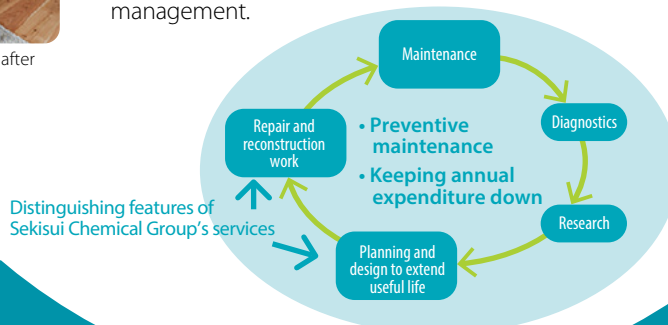 management.
after
Maintenance
Diagnostics
Research
Planning and
design to extend
useful life
Repair and
reconstruction
work
• Preventive
maintenance
• Keeping annual
expenditure down
Distinguishing features of
Sekisui Chemical Group's services